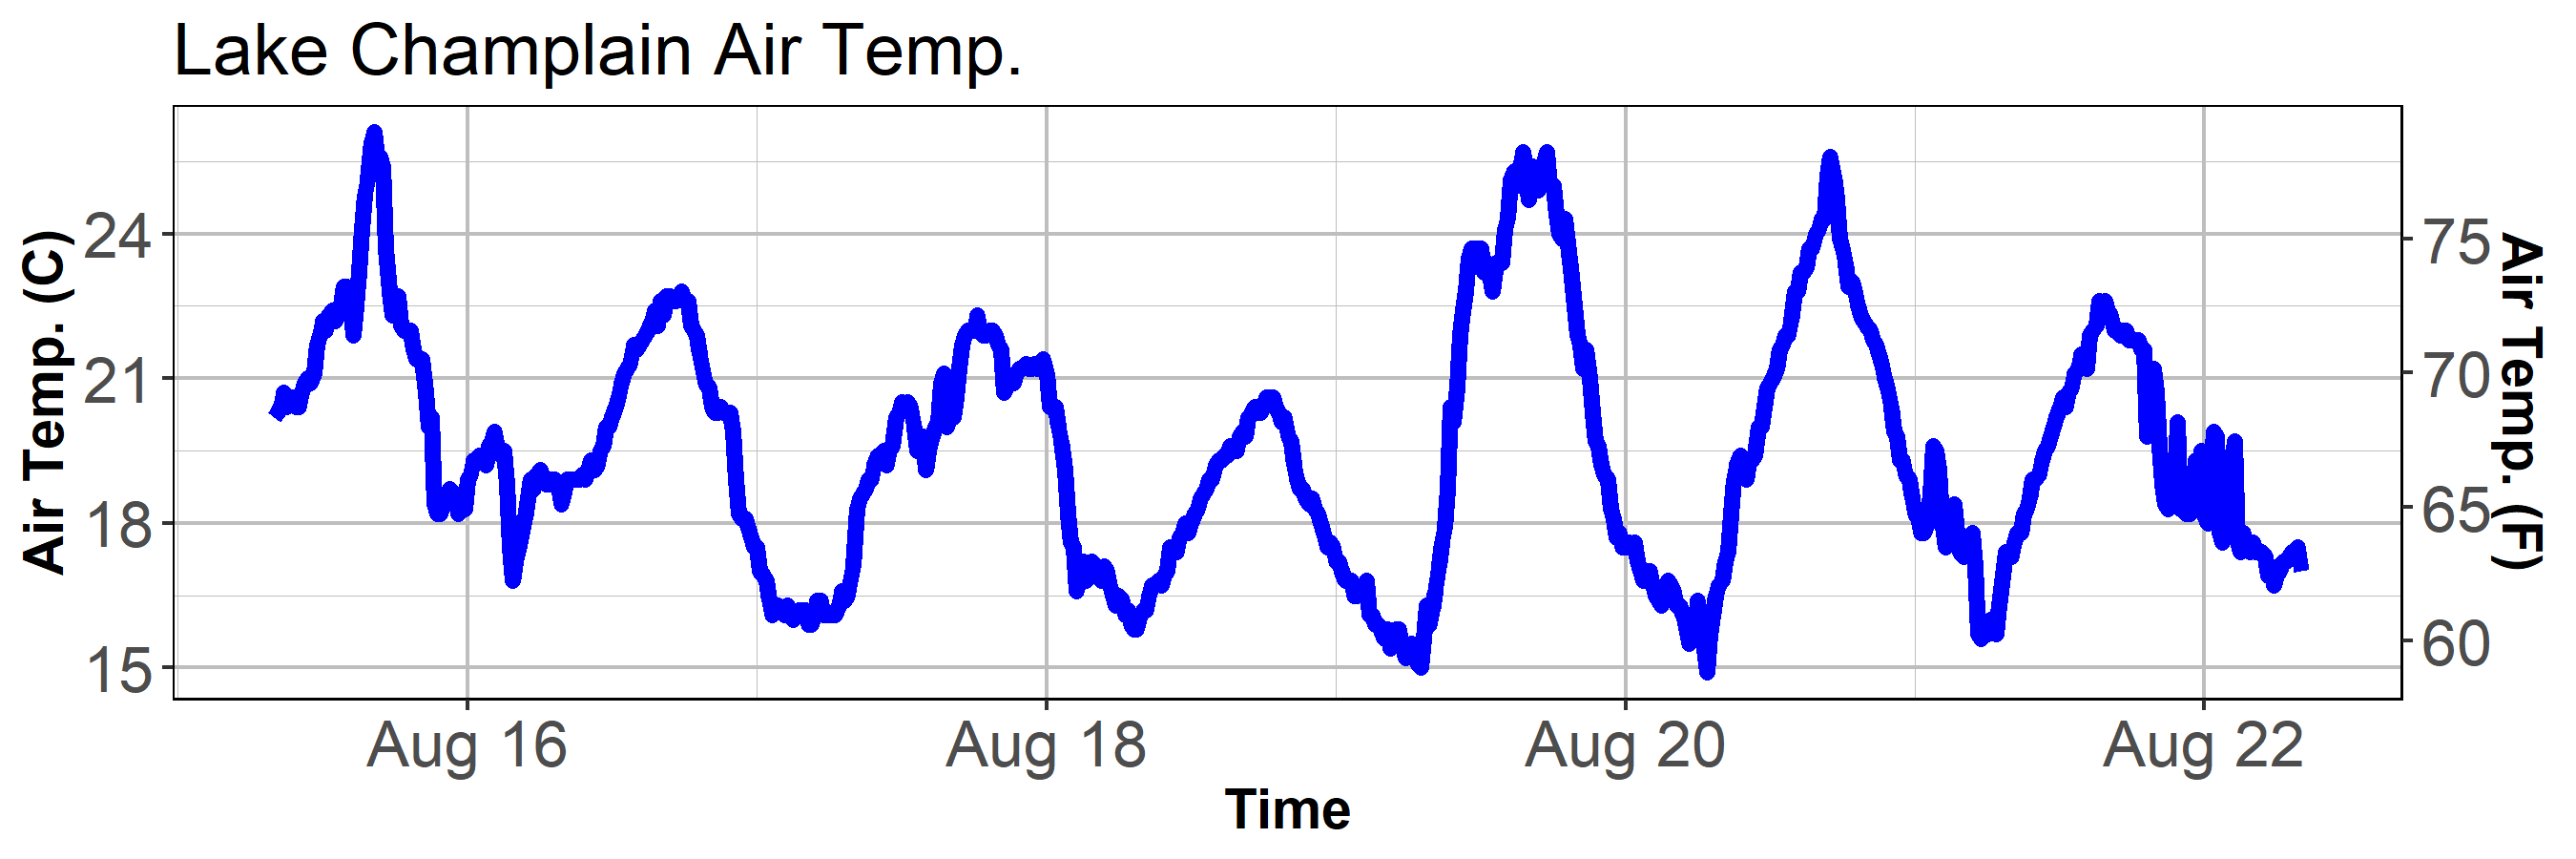 Lake Champlain Air Temp.
Air Temp. (C)
24
21
18
15
75
70
65
60
Air Temp. (F)
Aug 16
Aug 18
Aug 20
Aug 22
Time